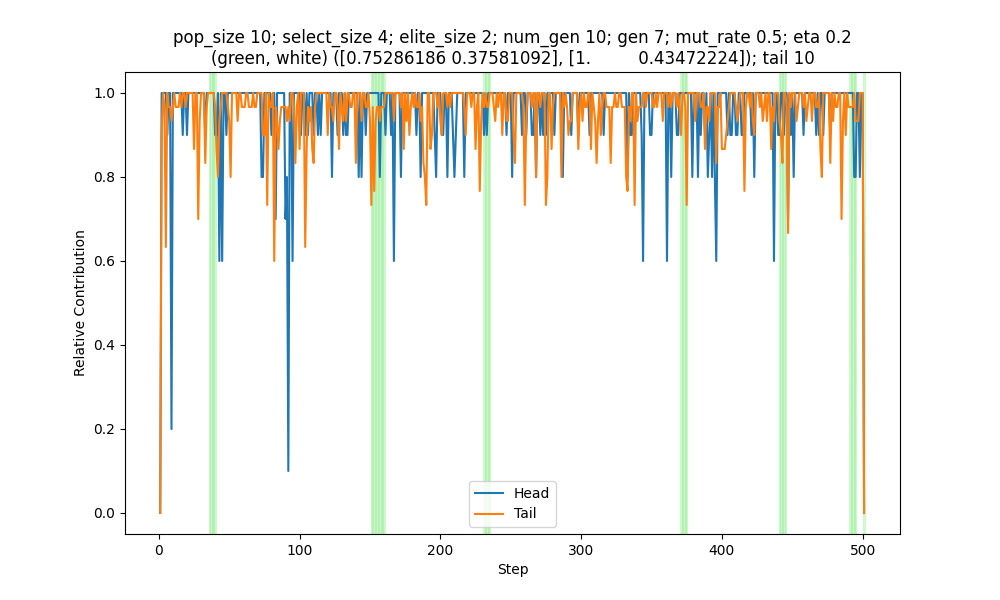 pop_size 10; select_size 4; elite_size 2; num_gen 10; gen 7; mut_rate 0.5; eta 0.2
(green, white) ([0.75286186 0.37581092], [1. 0.43472224]); tail 10
1.0
0.8
0.6
0.4
0.2
0.0
Relative Contribution
Head
Tail
0 100 200 300 400 500
Step